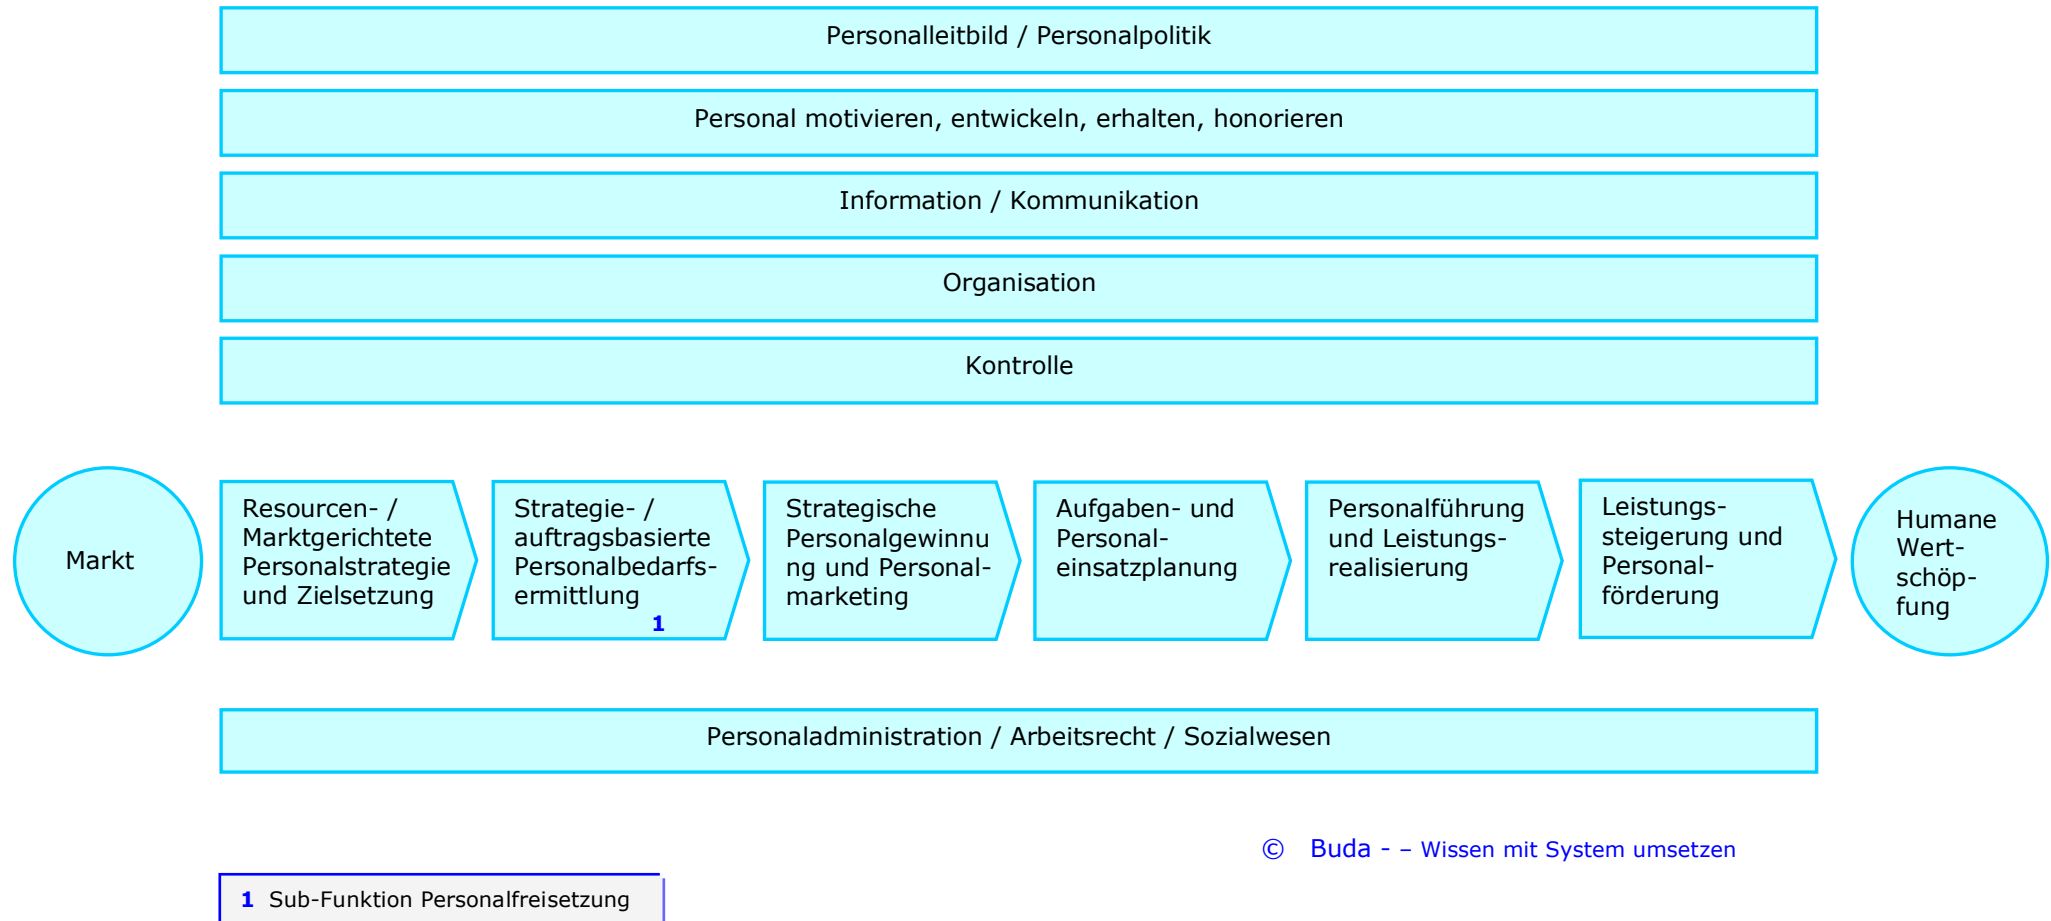 Personalleitbild / Personalpolitik
Personal motivieren, entwickeln, erhalten, honorieren
Information / Kommunikation
Organisation
Kontrolle
Markt
Resourcen- /
Marktgerichtete
Personalstrategie
und Zielsetzung
Strategie- /
auftragsbasierte
Personalbedarfs-
ermittlung
1
Strategische
Personalgewinnu
ng und Personal-
marketing
Aufgaben- und
Personal-
einsatzplanung
Personalführung
und Leistungs-
realisierung
Leistungs-
steigerung und
Personal-
förderung
Humane
Wert-
schöp-
fung
Personaladministration / Arbeitsrecht / Sozialwesen
© Buda - – Wissen mit System umsetzen
1 Sub-Funktion Personalfreisetzung